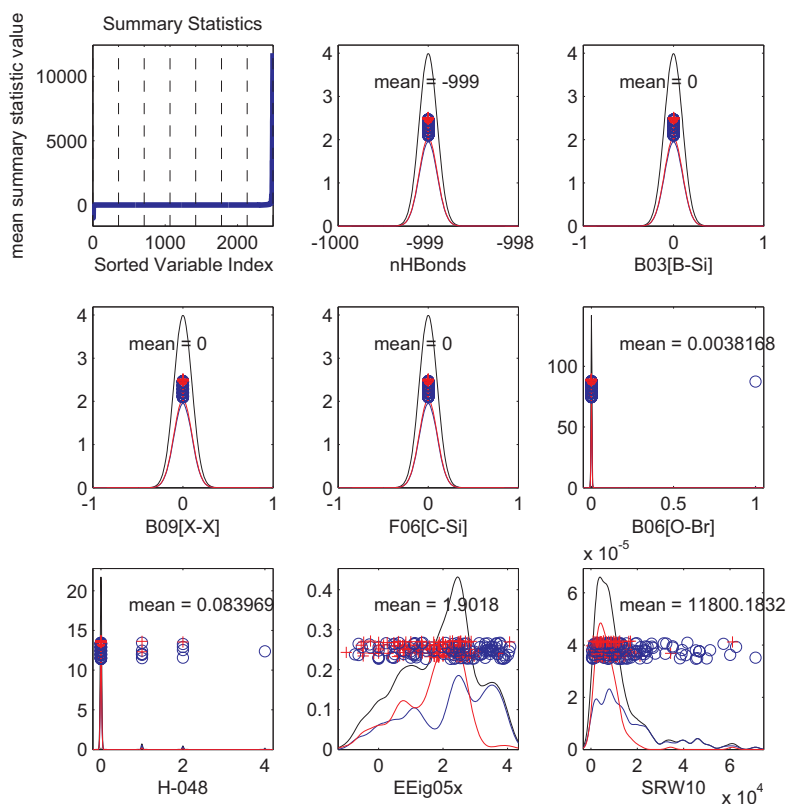 Summary Statistics
mean summary statistic value
10000
5000
0
0 1000 2000
Sorted Variable Index
4
3
2
1
0
mean = -999
-1000 -999 -998
nHBonds
4
3
2
1
0
mean = 0
-1 0 1
B03[B-Si]
4
3
2
1
0
mean = 0
-1 0 1
B09[X-X]
4
3
2
1
0
mean = 0
-1 0 1
F06[C-Si]
100
50
0
mean = 0.0038168
0 0.5 1
B06[O-Br]
20
15
10
5
0
mean = 0.083969
0 2 4
H-048
0.4
0.3
0.2
0.1
0
mean = 1.9018
0 2 4
EEig05x
x 10^-5
8
6
4
2
0
mean = 11800.1832
0 2 4 6
SRW10
x 10^4